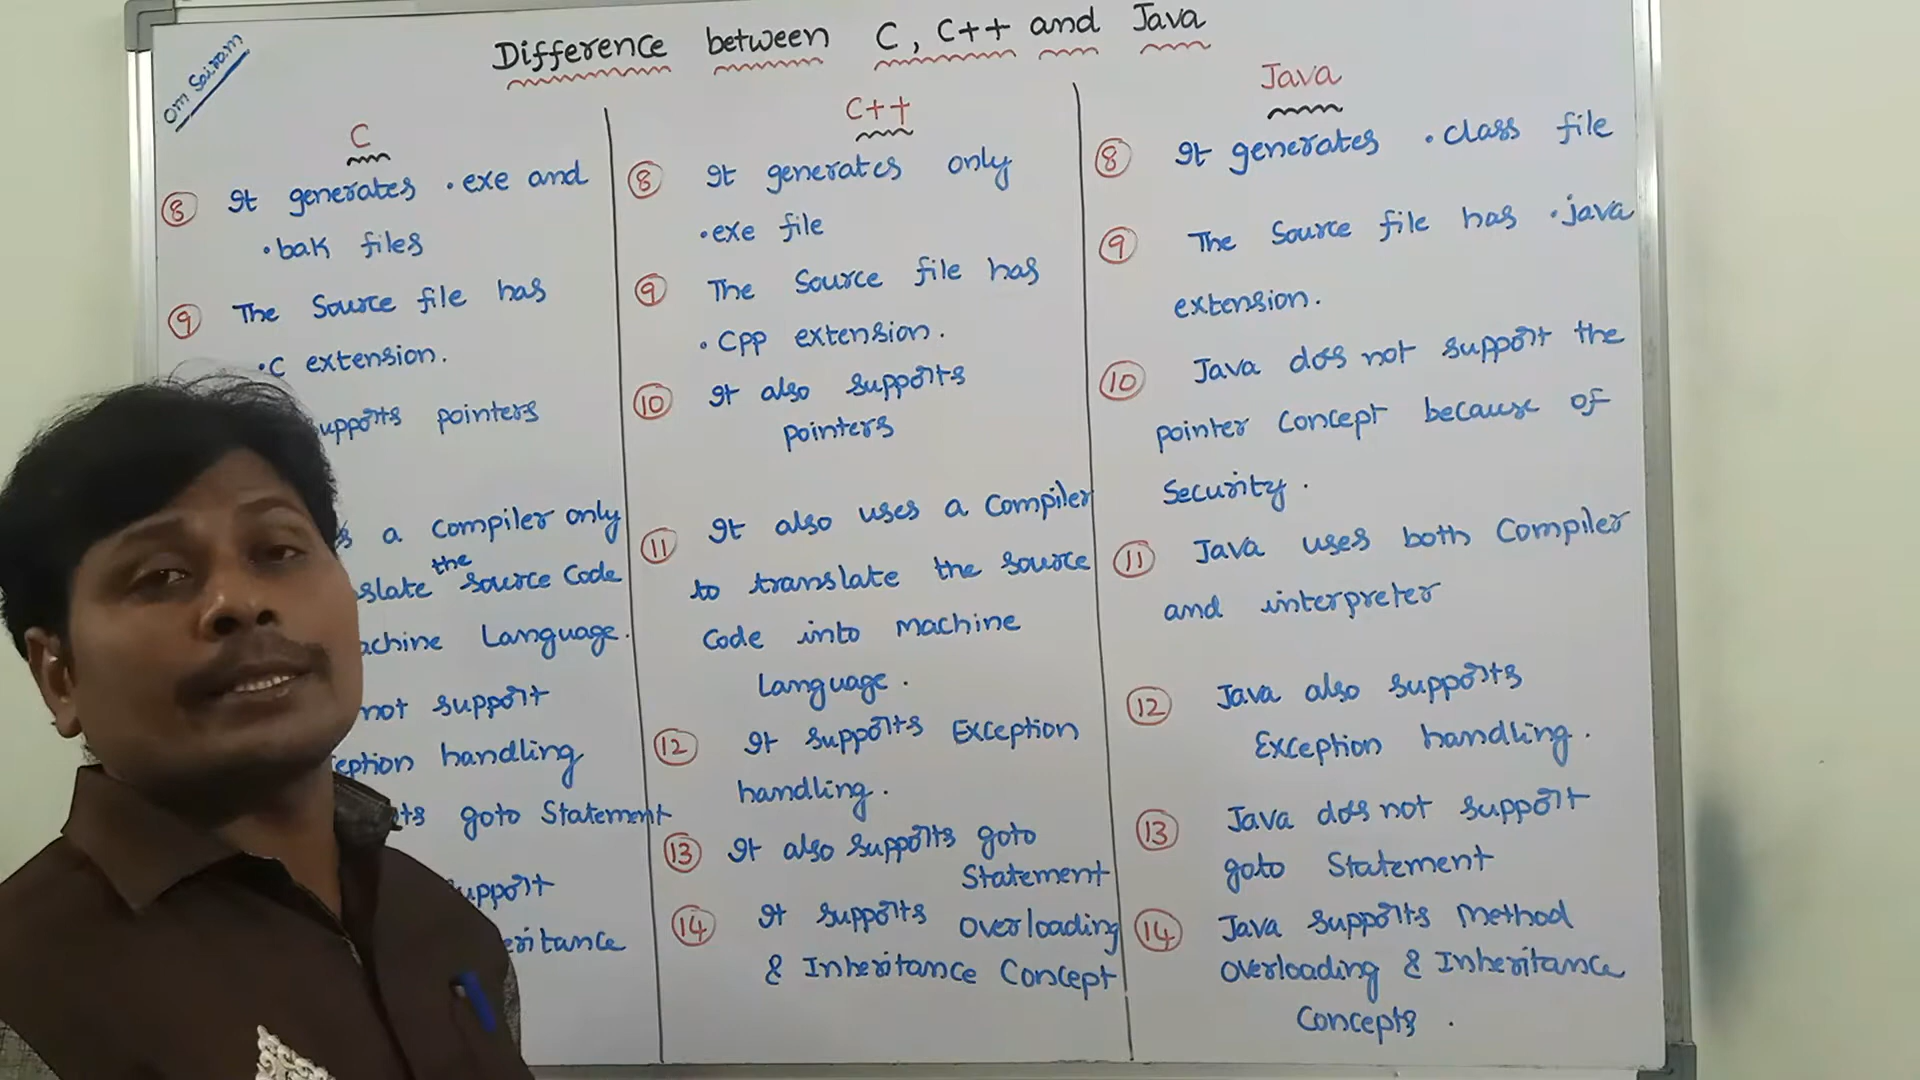 Om Sairam
Difference between C, C++ and Java
C
8 It generates .exe and
.bak files
9 The Source file has
.C extension.
pointers
a compiler only
the
source Code
Language.
not support
handling
goto Statement
C++
8 It generates only
.exe file
9 The Source file has
.Cpp extension.
10 It also supports
pointers
11 It also uses a Compiler
to translate the source
Code into machine
Language.
12 It supports Exception
handling.
13 It also supports goto
Statement
14 It supports overloading
& Inheritance Concept
Java
8 It generates .class file
9 The Source file has .java
extension.
10 Java does not support the
pointer Concept because of
Security.
11 Java uses both Compiler
and interpreter
12 Java also supports
Exception handling.
13 Java does not support
goto Statement
14 Java supports Method
overloading & Inheritance
Concepts.